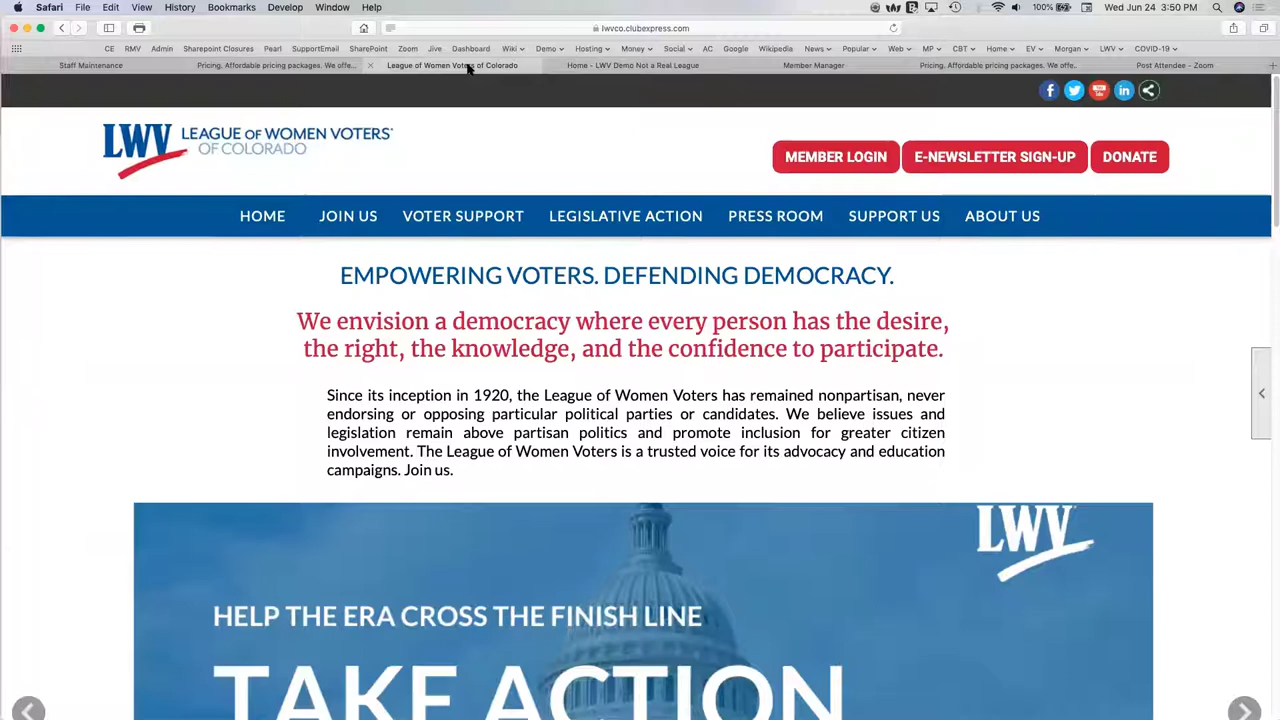 Safari File Edit View History Bookmarks Develop Window Help 100% Wed Jun 24 3:50 PM
lwvco.clubexpress.com
CE RMV Admin Sharepoint Closures Pearl SupportEmail SharePoint Zoom Jive Dashboard Wiki Demo Hosting Money Social AC Google Wikipedia News Popular Web MP CBT Home EV Morgan LWV COVID-19
Staff Maintenance Pricing, Affordable pricing packages. We offe... League of Women Voters of Colorado Home - LWV Demo Not a Real League Member Manager Pricing, Affordable pricing packages. We offe... Post Attendee - Zoom
LWV LEAGUE OF WOMEN VOTERS®
OF COLORADO
MEMBER LOGIN E-NEWSLETTER SIGN-UP DONATE
HOME JOIN US VOTER SUPPORT LEGISLATIVE ACTION PRESS ROOM SUPPORT US ABOUT US
EMPOWERING VOTERS. DEFENDING DEMOCRACY.
We envision a democracy where every person has the desire,
the right, the knowledge, and the confidence to participate.
Since its inception in 1920, the League of Women Voters has remained nonpartisan, never
endorsing or opposing particular political parties or candidates. We believe issues and
legislation remain above partisan politics and promote inclusion for greater citizen
involvement. The League of Women Voters is a trusted voice for its advocacy and education
campaigns. Join us.
LWV
HELP THE ERA CROSS THE FINISH LINE
TAKE ACTION